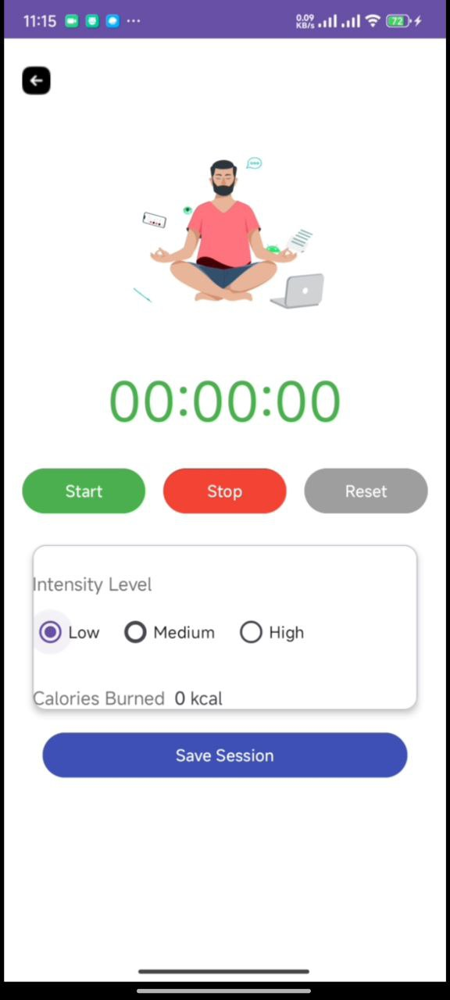 11:15 ... 0.09 KB/s 72
00:00:00
Start Stop Reset
Intensity Level
Low Medium High
Calories Burned 0 kcal
Save Session